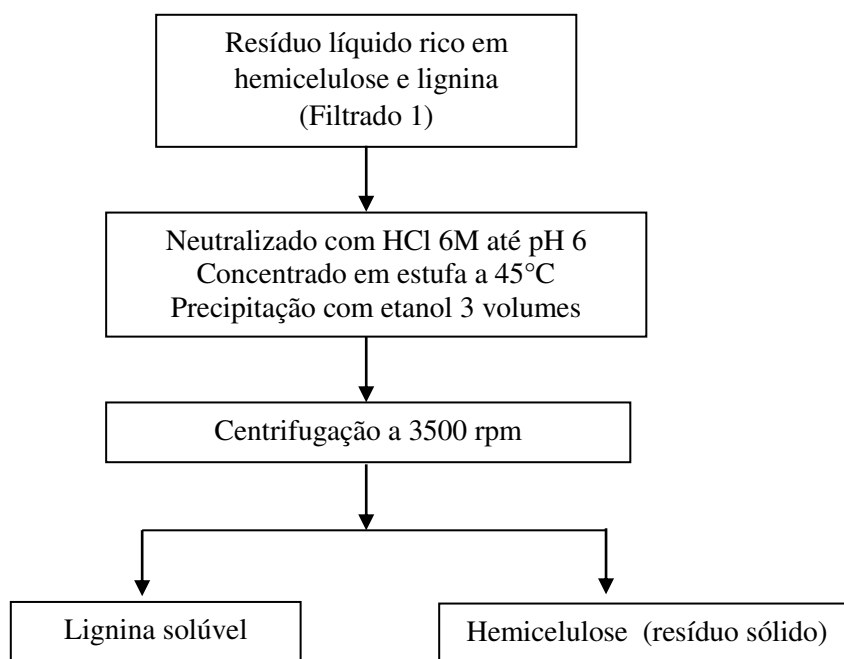 Resíduo líquido rico em
hemicelulose e lignina
(Filtrado 1)
Neutralizado com HCl 6M até pH 6
Concentrado em estufa a 45°C
Precipitação com etanol 3 volumes
Centrifugação a 3500 rpm
Lignina solúvel
Hemicelulose (resíduo sólido)